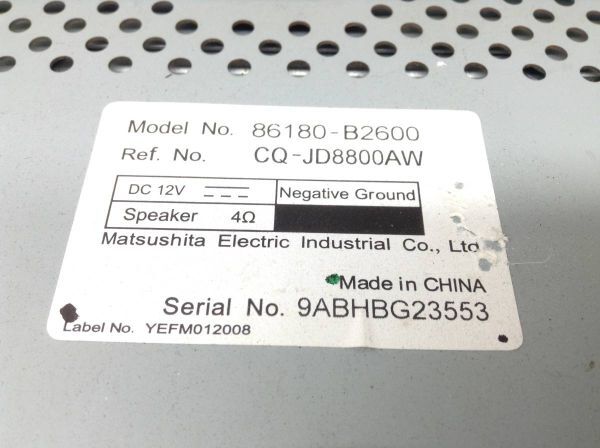 Model No. 86180-B2600
Ref. No. CQ-JD8800AW
DC 12V Negative Ground
Speaker 4Ω
Matsushita Electric Industrial Co., Ltd
Made in CHINA
Serial No. 9ABHBG23553
Label No. YEFM012008